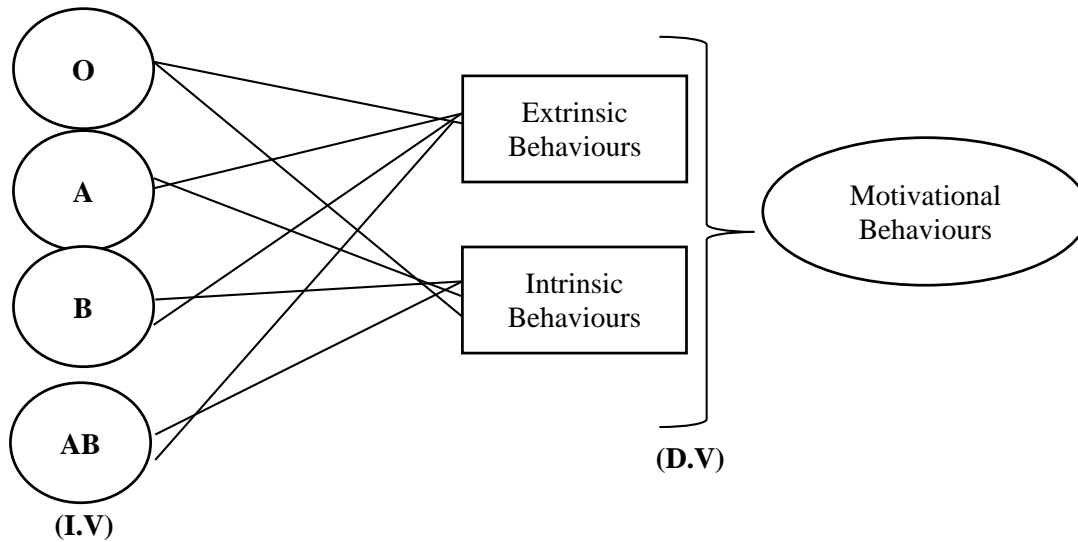 O
A
B
AB
(I.V)
Extrinsic
Behaviours
Intrinsic
Behaviours
(D.V)
Motivational
Behaviours